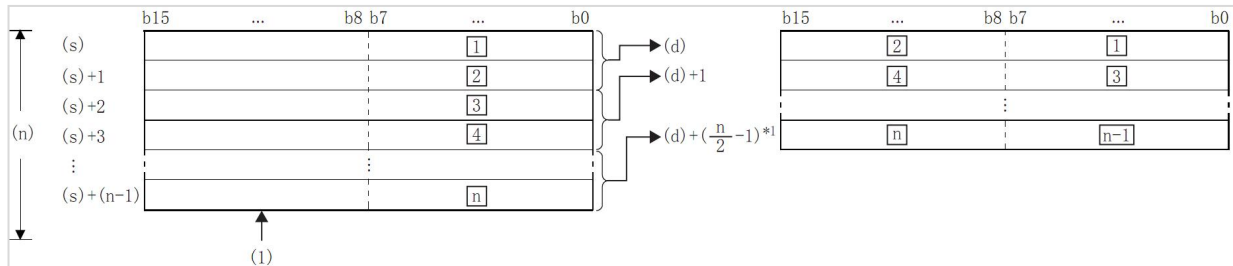 b15 ... b8 b7 ... b0 b15 ... b8 b7 ... b0
(s) 1 (d) 2 1
(s)+1 2 (d)+1 4 3
(s)+2 3 ⋮
(n) (s)+3 4 (d)+(n/2-1)*1 n n-1
⋮ ⋮
(s)+(n-1) n
(1)